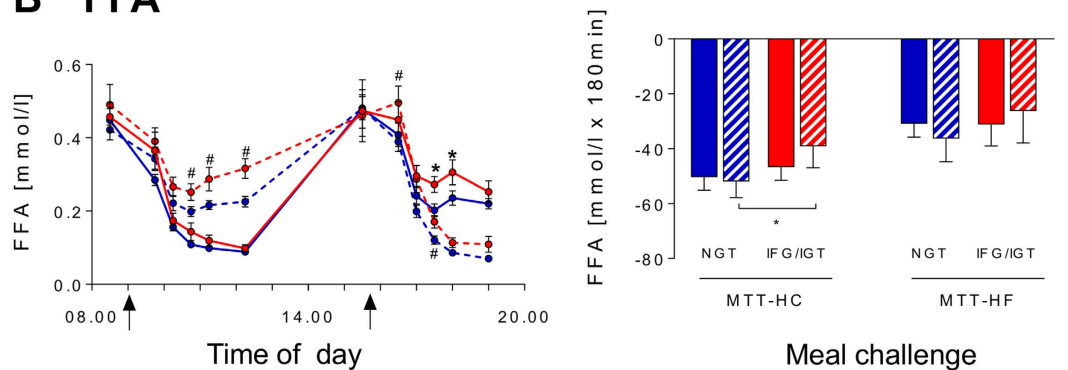 B FFA
FFA [mmol/l]
0.6
0.4
0.2
0.0
#
#
#
#
*
*
#
08.00
14.00
20.00
Time of day
FFA [mmol/l x 180min]
0
-20
-40
-60
-80
*
NGT IFG/IGT NGT IFG/IGT
MTT-HC MTT-HF
Meal challenge